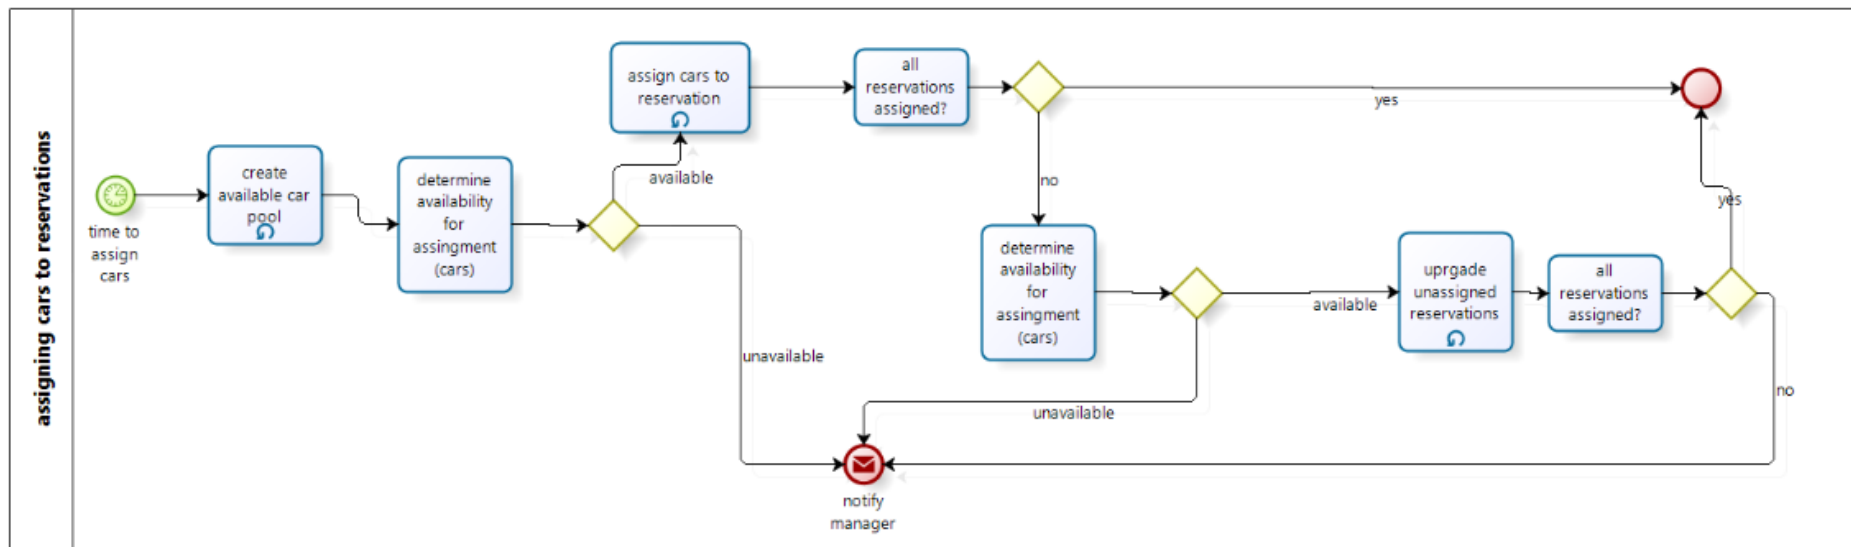 assigning cars to reservations
time to
assign
cars
create
available car
pool
determine
availability
for
assingment
(cars)
available
unavailable
assign cars to
reservation
all
reservations
assigned?
yes
no
determine
availability
for
assingment
(cars)
available
unavailable
uprgade
unassigned
reservations
all
reservations
assigned?
yes
no
notify
manager